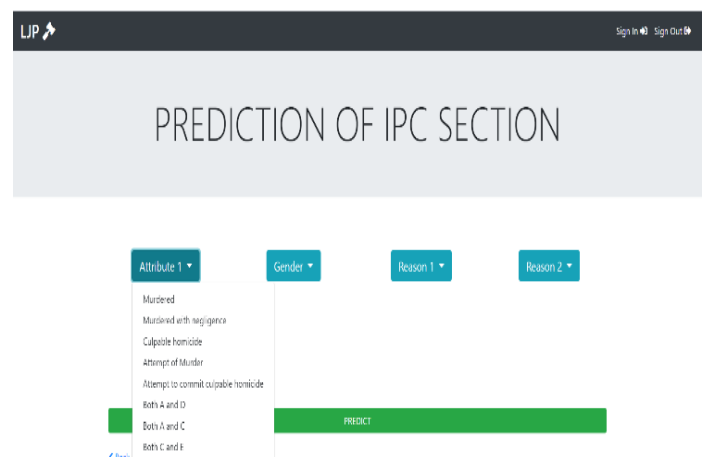 LJP
Sign In Sign Out
PREDICTION OF IPC SECTION
Attribute 1 Gender Reason 1 Reason 2
Murdered
Murdered with negligence
Culpable homicide
Attempt of Murder
Attempt to commit culpable homicide
Both A and D
PREDICT
Both A and C
Both C and E